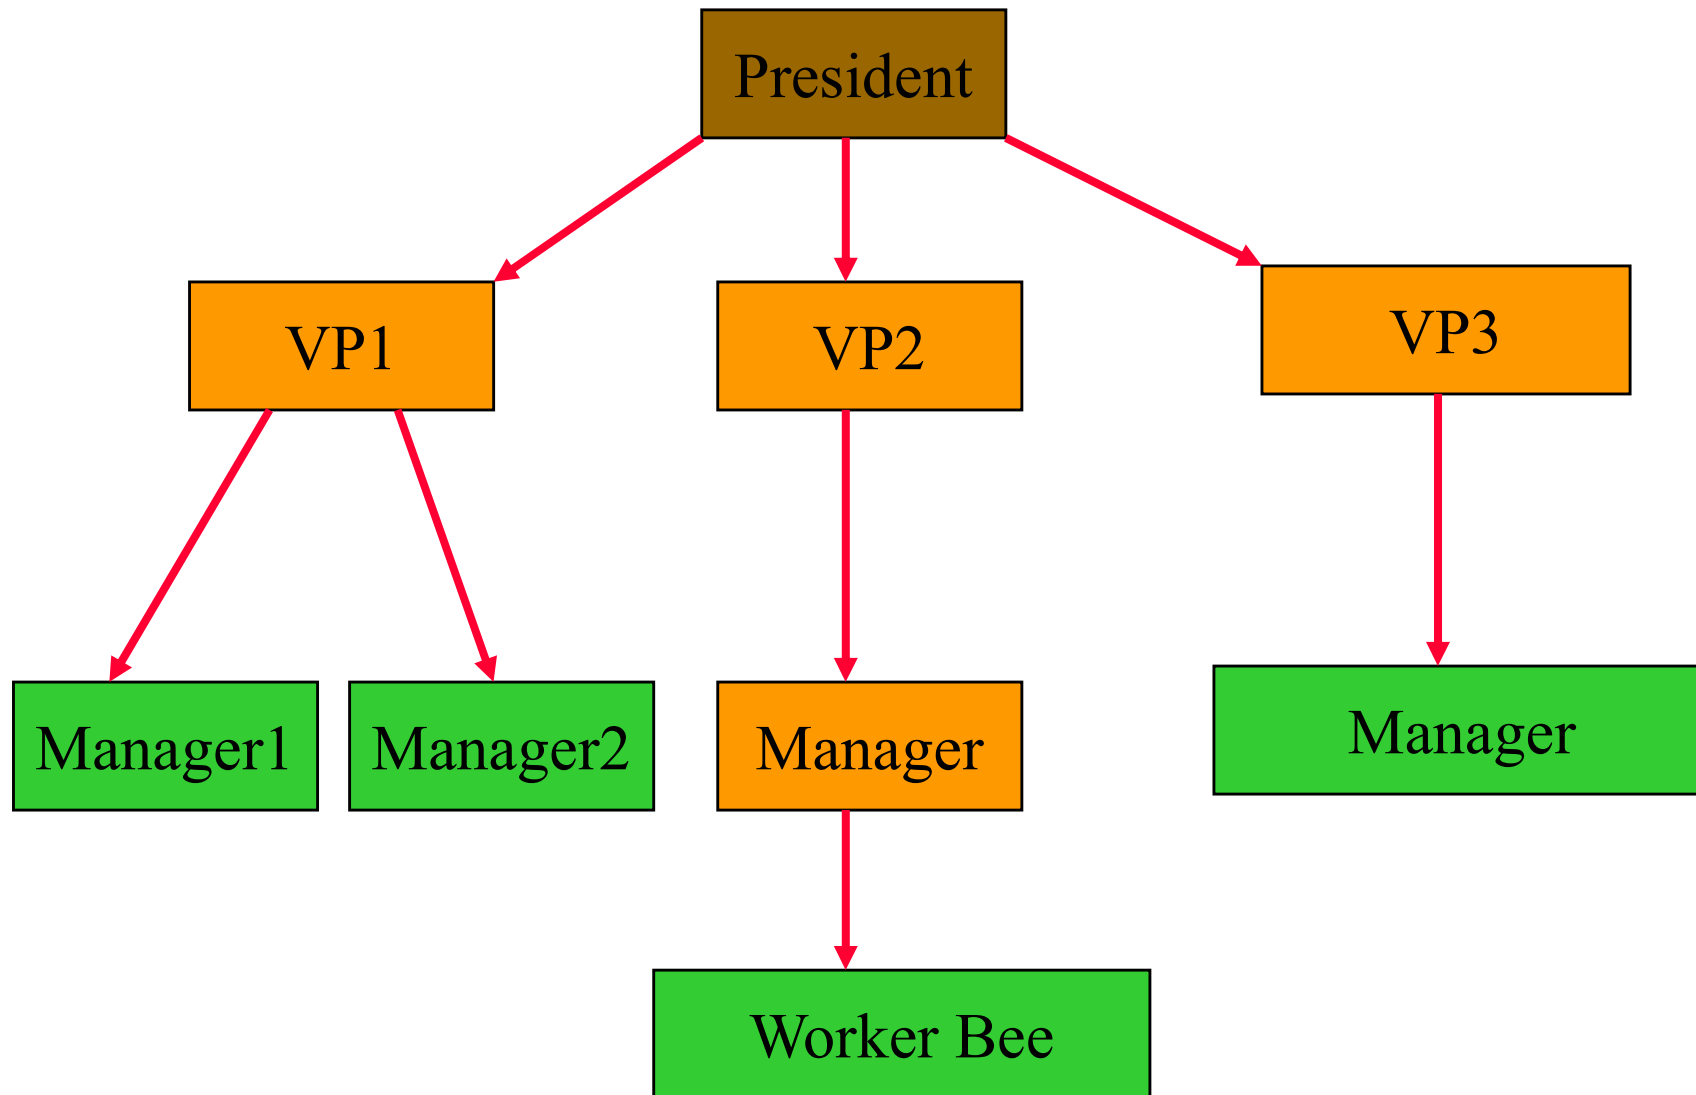 President
VP1
VP2
VP3
Manager1
Manager2
Manager
Manager
Worker Bee